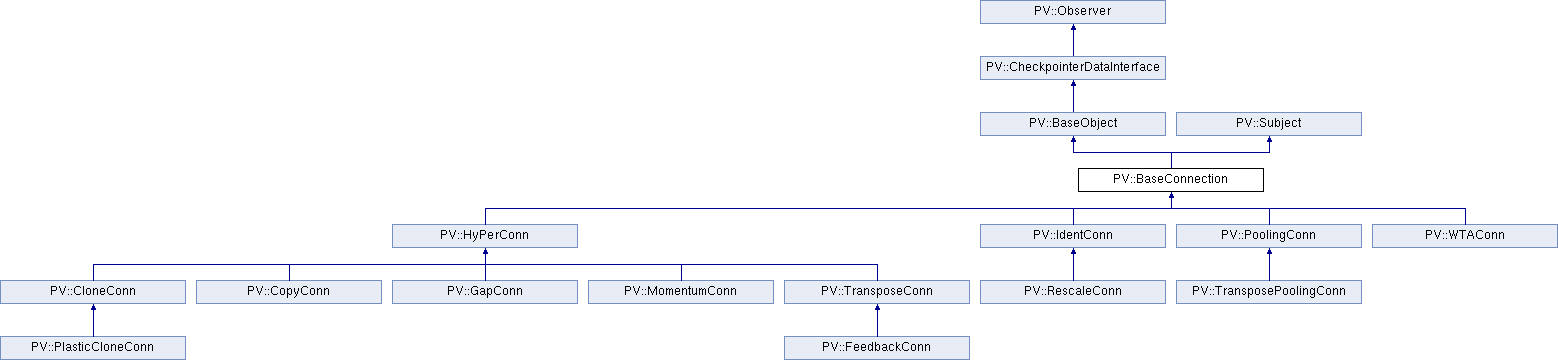 PV::Observer
PV::CheckpointerDataInterface
PV::BaseObject
PV::Subject
PV::BaseConnection
PV::HyPerConn
PV::IdentConn
PV::PoolingConn
PV::WTAConn
PV::CloneConn
PV::CopyConn
PV::GapConn
PV::MomentumConn
PV::TransposeConn
PV::RescaleConn
PV::TransposePoolingConn
PV::PlasticCloneConn
PV::FeedbackConn